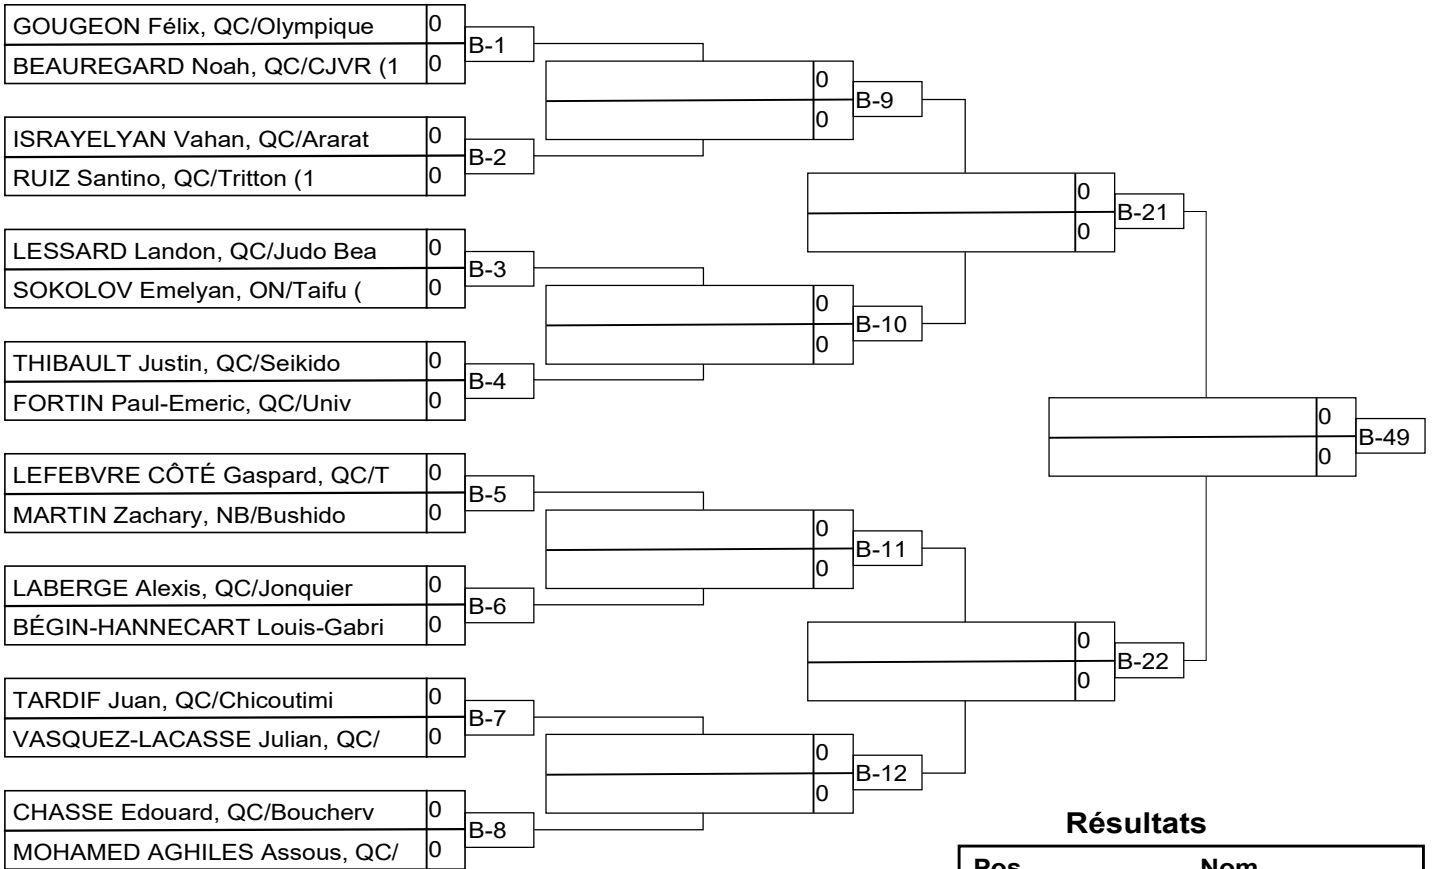 GOUGEON Félix, QC/Olympique 0
B-1
BEAUREGARD Noah, QC/CJVR (1 0
0
B-9
0
ISRAYELYAN Vahan, QC/Ararat 0
B-2
RUIZ Santino, QC/Tritton (1 0
0
B-21
0
LESSARD Landon, QC/Judo Bea 0
B-3
SOKOLOV Emelyan, ON/Taifu ( 0
0
B-10
0
THIBAULT Justin, QC/Seikido 0
B-4
FORTIN Paul-Emeric, QC/Univ 0
0
B-49
0
LEFEBVRE CÔTÉ Gaspard, QC/T 0
B-5
MARTIN Zachary, NB/Bushido 0
0
B-11
0
LABERGE Alexis, QC/Jonquier 0
B-6
BÉGIN-HANNECART Louis-Gabri 0
0
B-22
0
TARDIF Juan, QC/Chicoutimi 0
B-7
VASQUEZ-LACASSE Julian, QC/ 0
0
B-12
0
CHASSE Edouard, QC/Boucherv 0
B-8
MOHAMED AGHILES Assous, QC/ 0
Résultats
Pos Nom